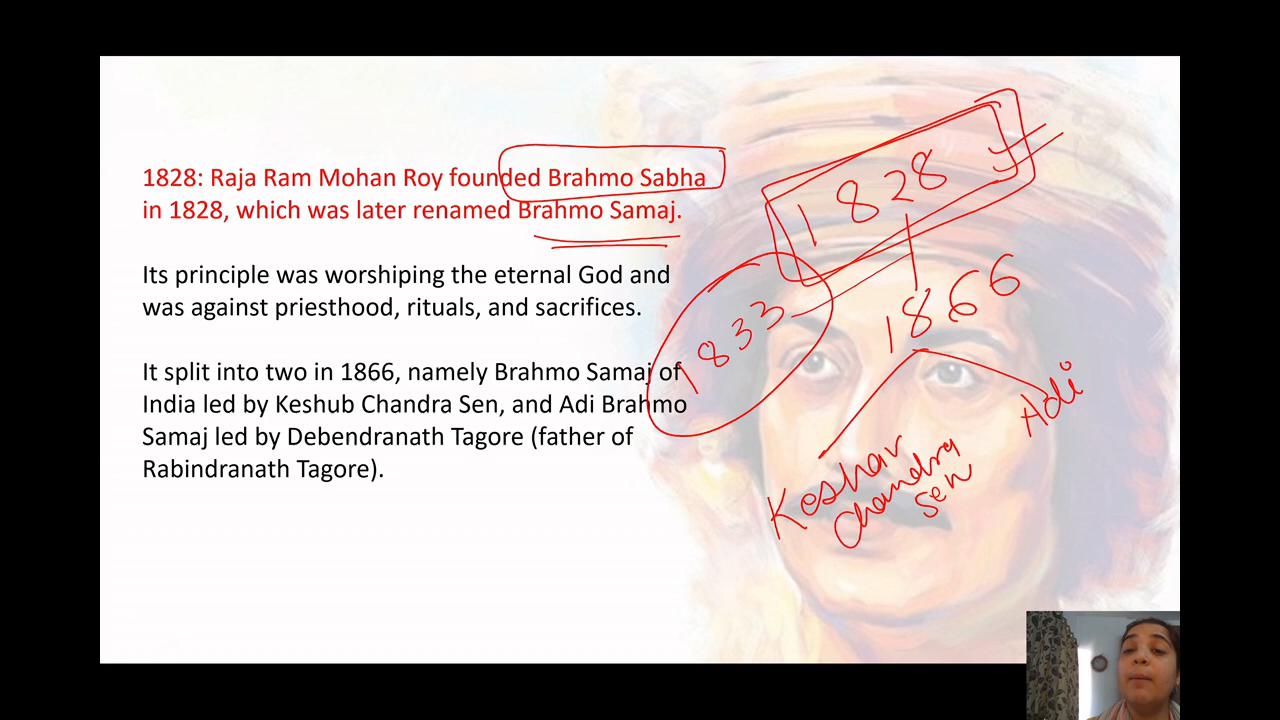 1828: Raja Ram Mohan Roy founded Brahmo Sabha
in 1828, which was later renamed Brahmo Samaj.
Its principle was worshiping the eternal God and
was against priesthood, rituals, and sacrifices.
It split into two in 1866, namely Brahmo Samaj of
India led by Keshub Chandra Sen, and Adi Brahmo
Samaj led by Debendranath Tagore (father of
Rabindranath Tagore).
1828
1833
1866
Keshav
Chandra
Sen
Adi